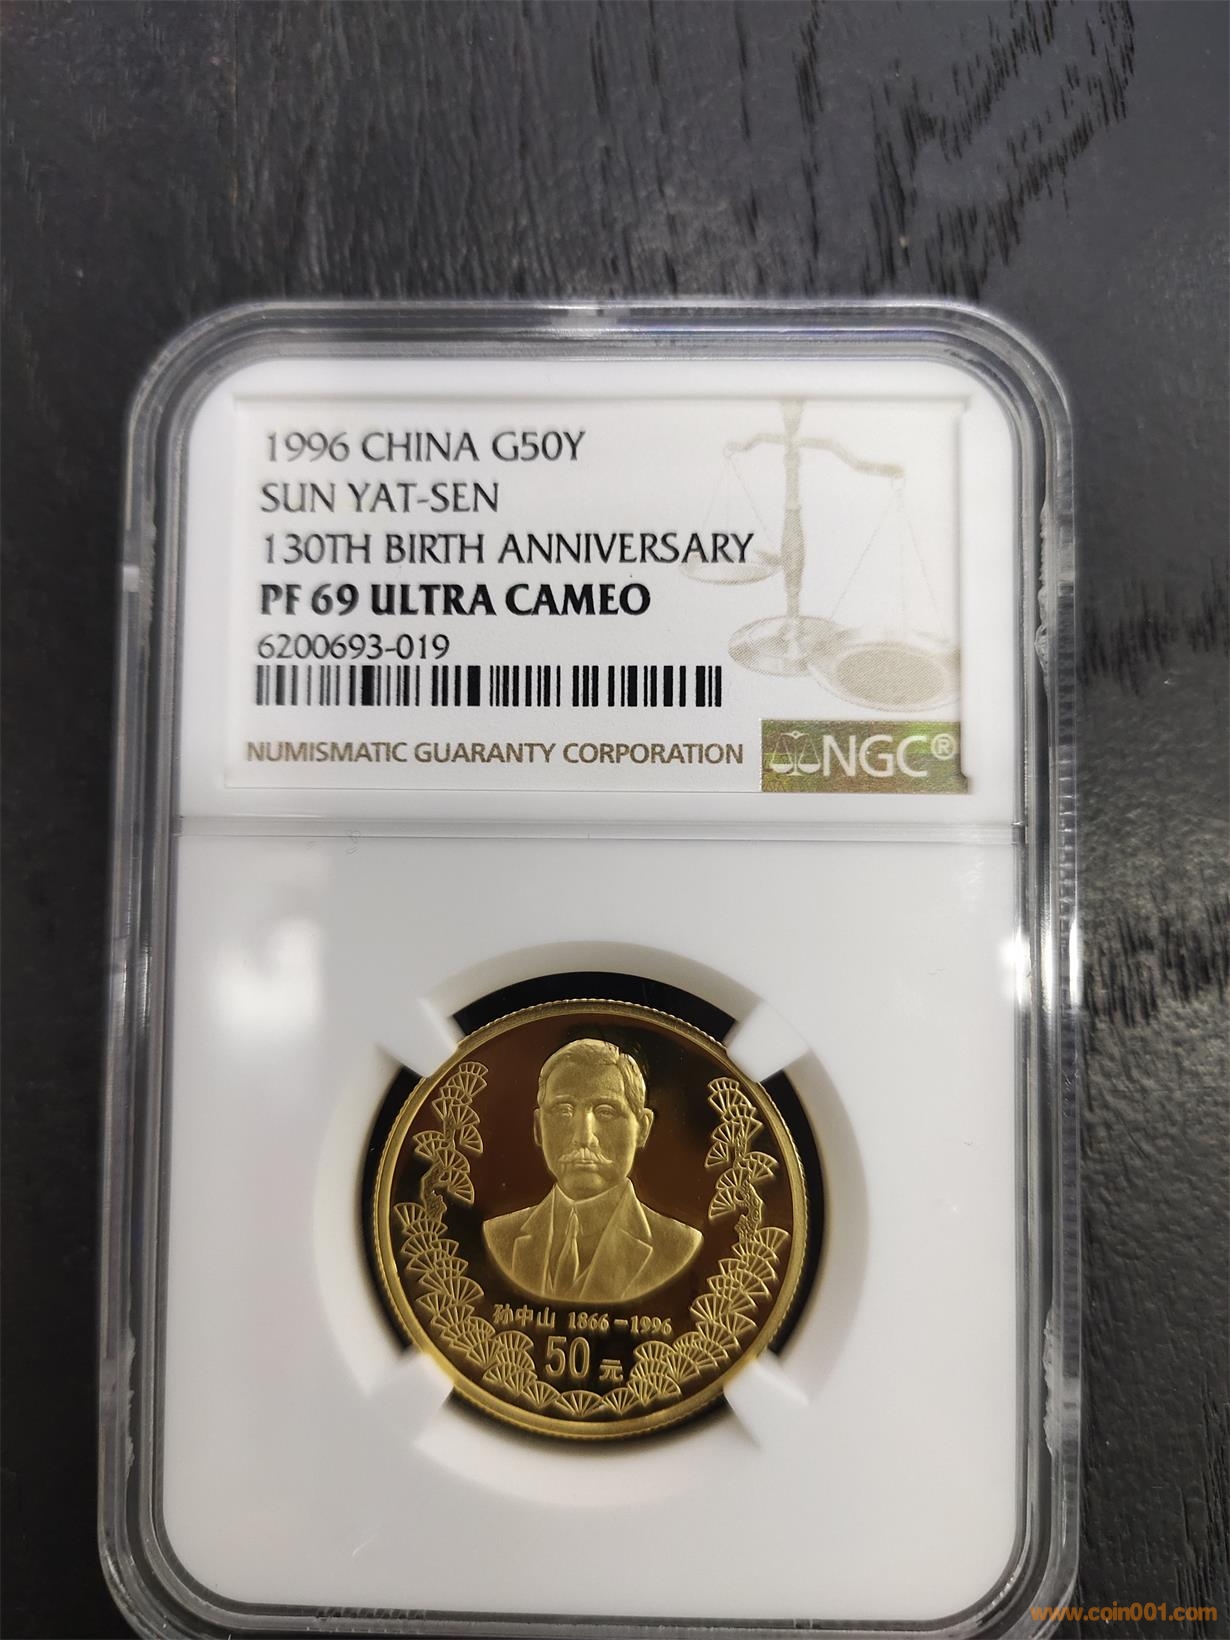 1996 CHINA G50Y
SUN YAT-SEN
130TH BIRTH ANNIVERSARY
PF 69 ULTRA CAMEO
6200693-019
NUMISMATIC GUARANTY CORPORATION
NGC®
孙中山 1866-1996
50元
www.coin001.com